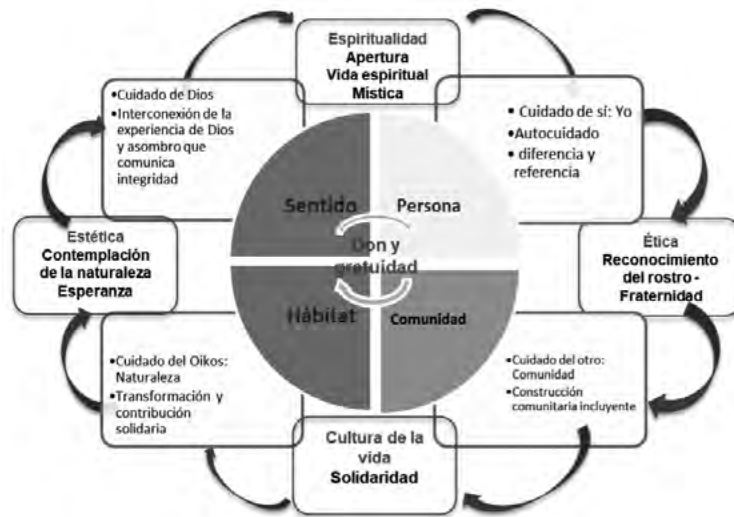 Espiritualidad
Apertura
Vida espiritual
Mística
•Cuidado de Dios
•Interconexión de la
experiencia de Dios
y asombro que
comunica
integridad
• Cuidado de sí: Yo
• Autocuidado
• diferencia y
referencia
Sentido
Persona
Don y
gratuidad
Hábitat
Comunidad
Estética
Contemplación
de la naturaleza
Esperanza
Ética
Reconocimiento
del rostro -
Fraternidad
•Cuidado del Oikos:
Naturaleza
•Transformación y
contribución
solidaria
•Cuidado del otro:
Comunidad
•Construcción
comunitaria incluyente
Cultura de la
vida
Solidaridad